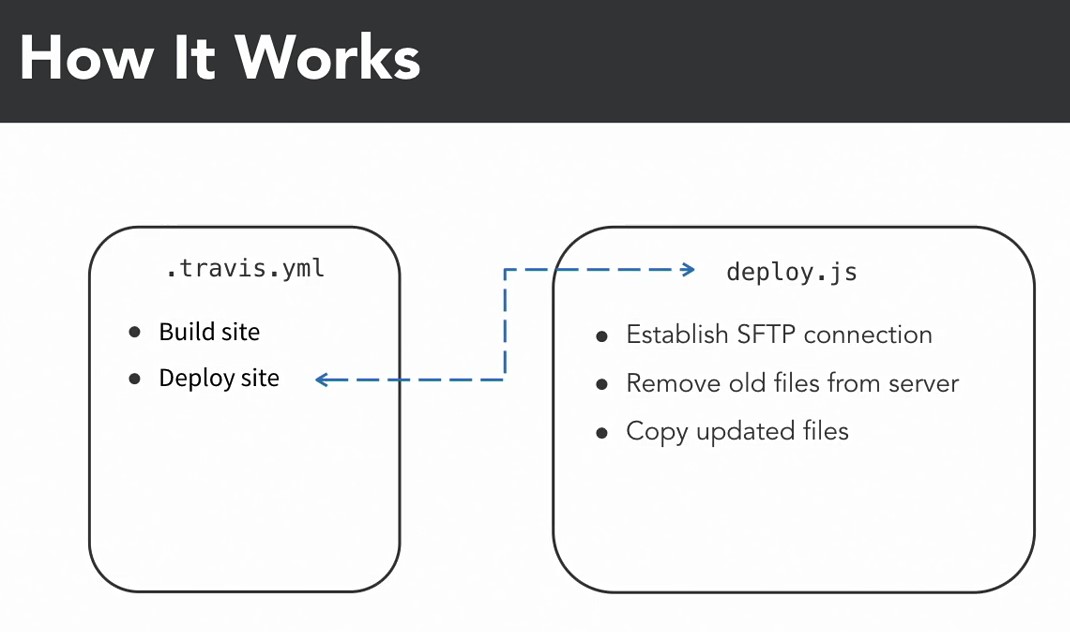 How It Works
.travis.yml
• Build site
• Deploy site
deploy.js
• Establish SFTP connection
• Remove old files from server
• Copy updated files